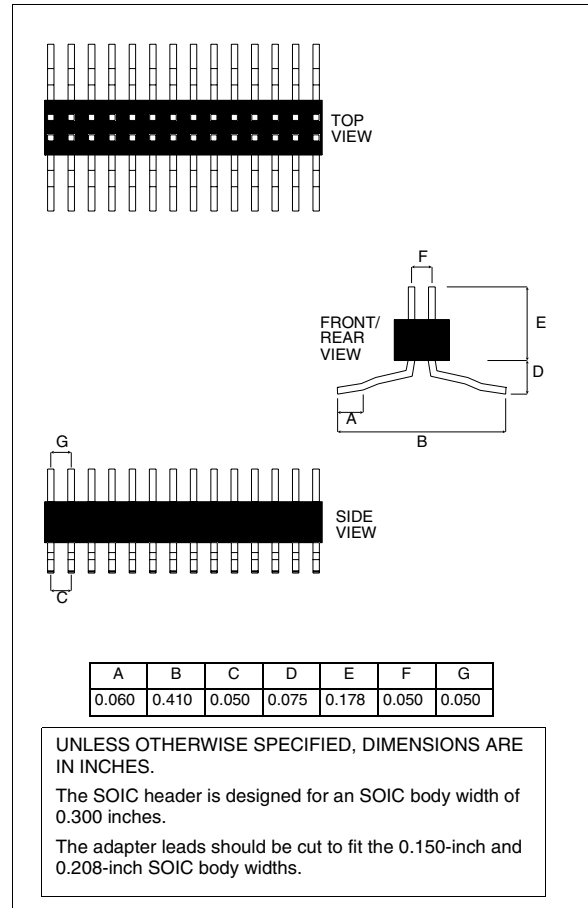 TOP
VIEW
F
FRONT/
REAR
VIEW
E
D
A
B
G
SIDE
VIEW
C
A B C D E F G
0.060 0.410 0.050 0.075 0.178 0.050 0.050
UNLESS OTHERWISE SPECIFIED, DIMENSIONS ARE
IN INCHES.
The SOIC header is designed for an SOIC body width of
0.300 inches.
The adapter leads should be cut to fit the 0.150-inch and
0.208-inch SOIC body widths.